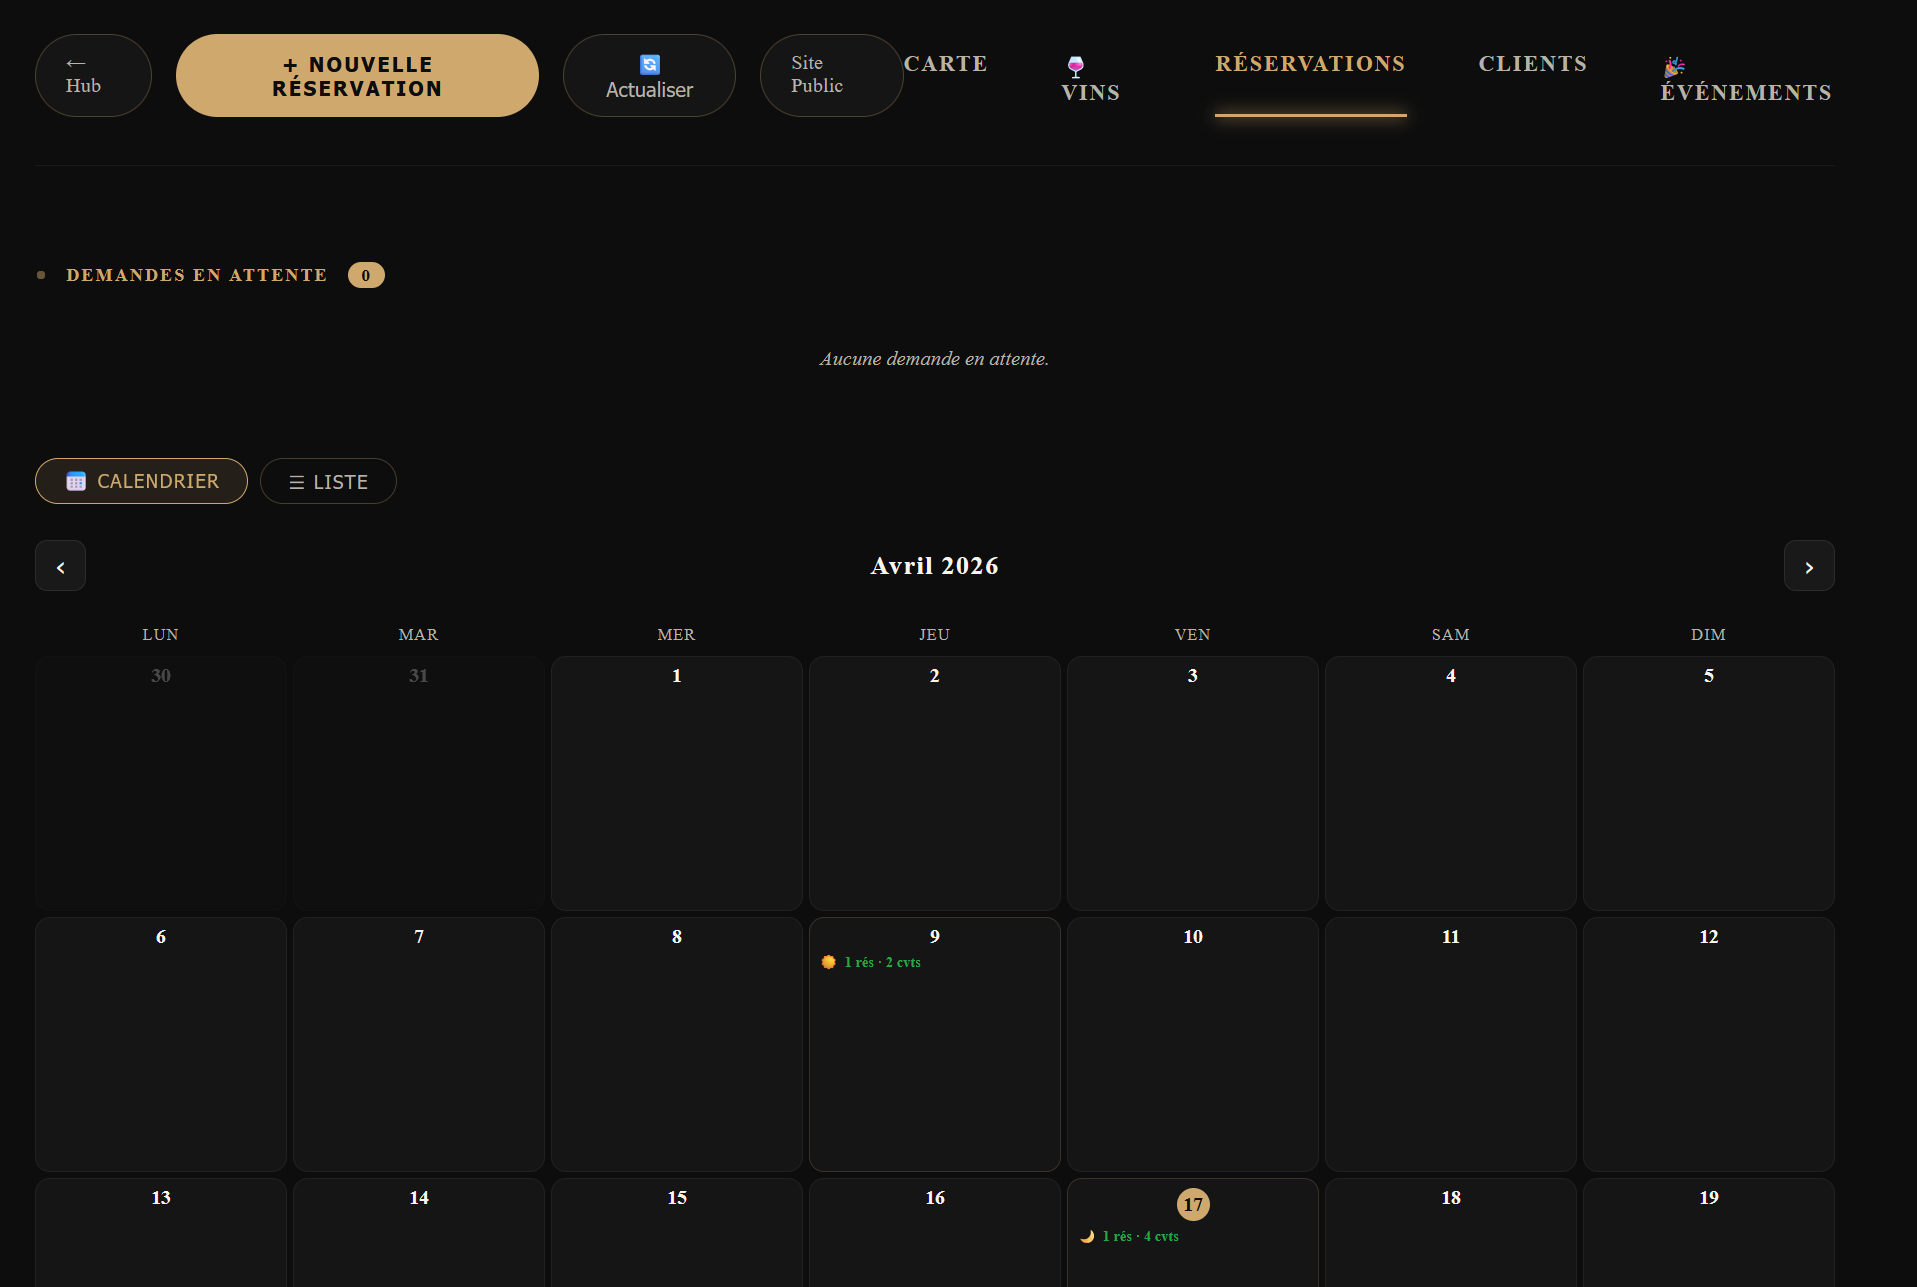 ←
Hub
+ NOUVELLE
RÉSERVATION
Actualiser
Site
Public
CARTE
VINS
RÉSERVATIONS
CLIENTS
ÉVÉNEMENTS
DEMANDES EN ATTENTE 0
Aucune demande en attente.
CALENDRIER
☰ LISTE
‹ Avril 2026 ›
LUN MAR MER JEU VEN SAM DIM
30 31 1 2 3 4 5
6 7 8 9 10 11 12
1 rés · 2 cvts
13 14 15 16 17 18 19
1 rés · 4 cvts